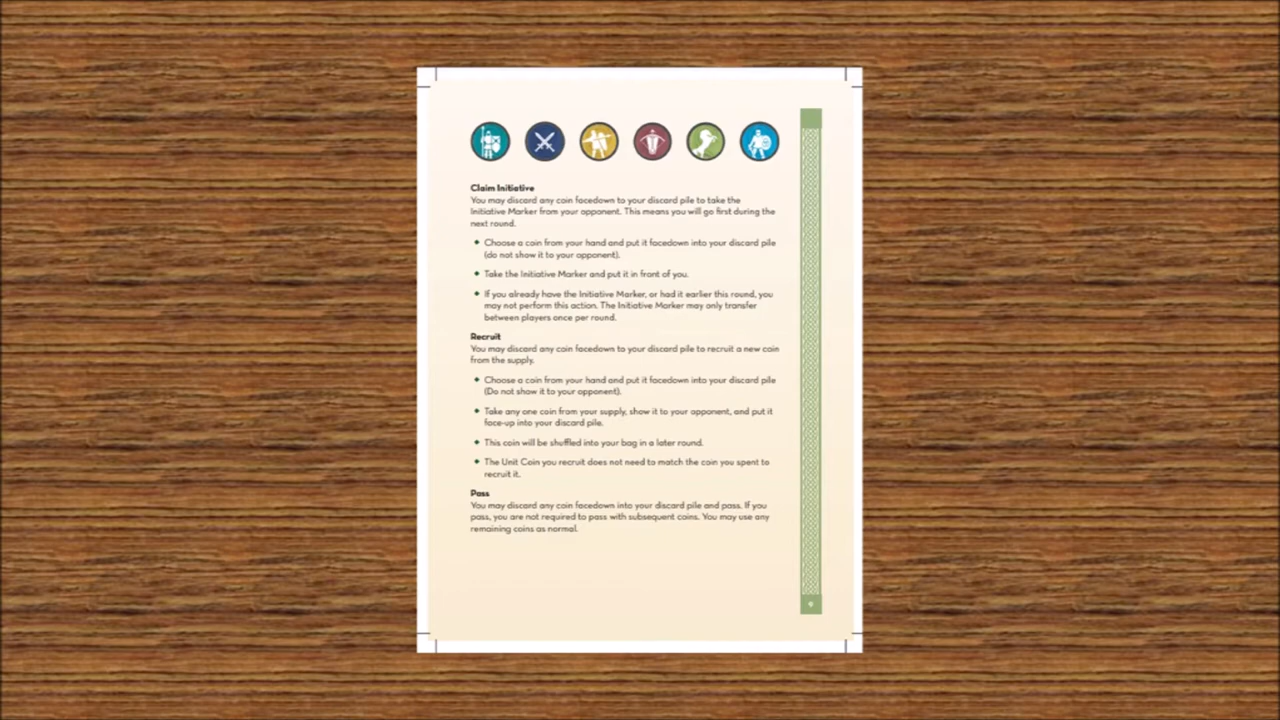 Claim Initiative
You may discard any coin facedown to your discard pile to take the
Initiative Marker from your opponent. This means you will go first during the
next round.
Choose a coin from your hand and put it facedown into your discard pile
(do not show it to your opponent).
Take the Initiative Marker and put it in front of you.
If you already have the Initiative Marker, or had it earlier this round, you
may not perform this action. The Initiative Marker may only transfer
between players once per round.
Recruit
You may discard any coin facedown to your discard pile to recruit a new coin
from the supply.
Choose a coin from your hand and put it facedown into your discard pile
(Do not show it to your opponent).
Take any one coin from your supply, show it to your opponent, and put it
face-up into your discard pile.
This coin will be shuffled into your bag in a later round.
The Unit Coin you recruit does not need to match the coin you spent to
recruit it.
Pass
You may discard any coin facedown into your discard pile and pass. If you
pass, you are not required to pass with subsequent coins. You may use any
remaining coins as normal.
9